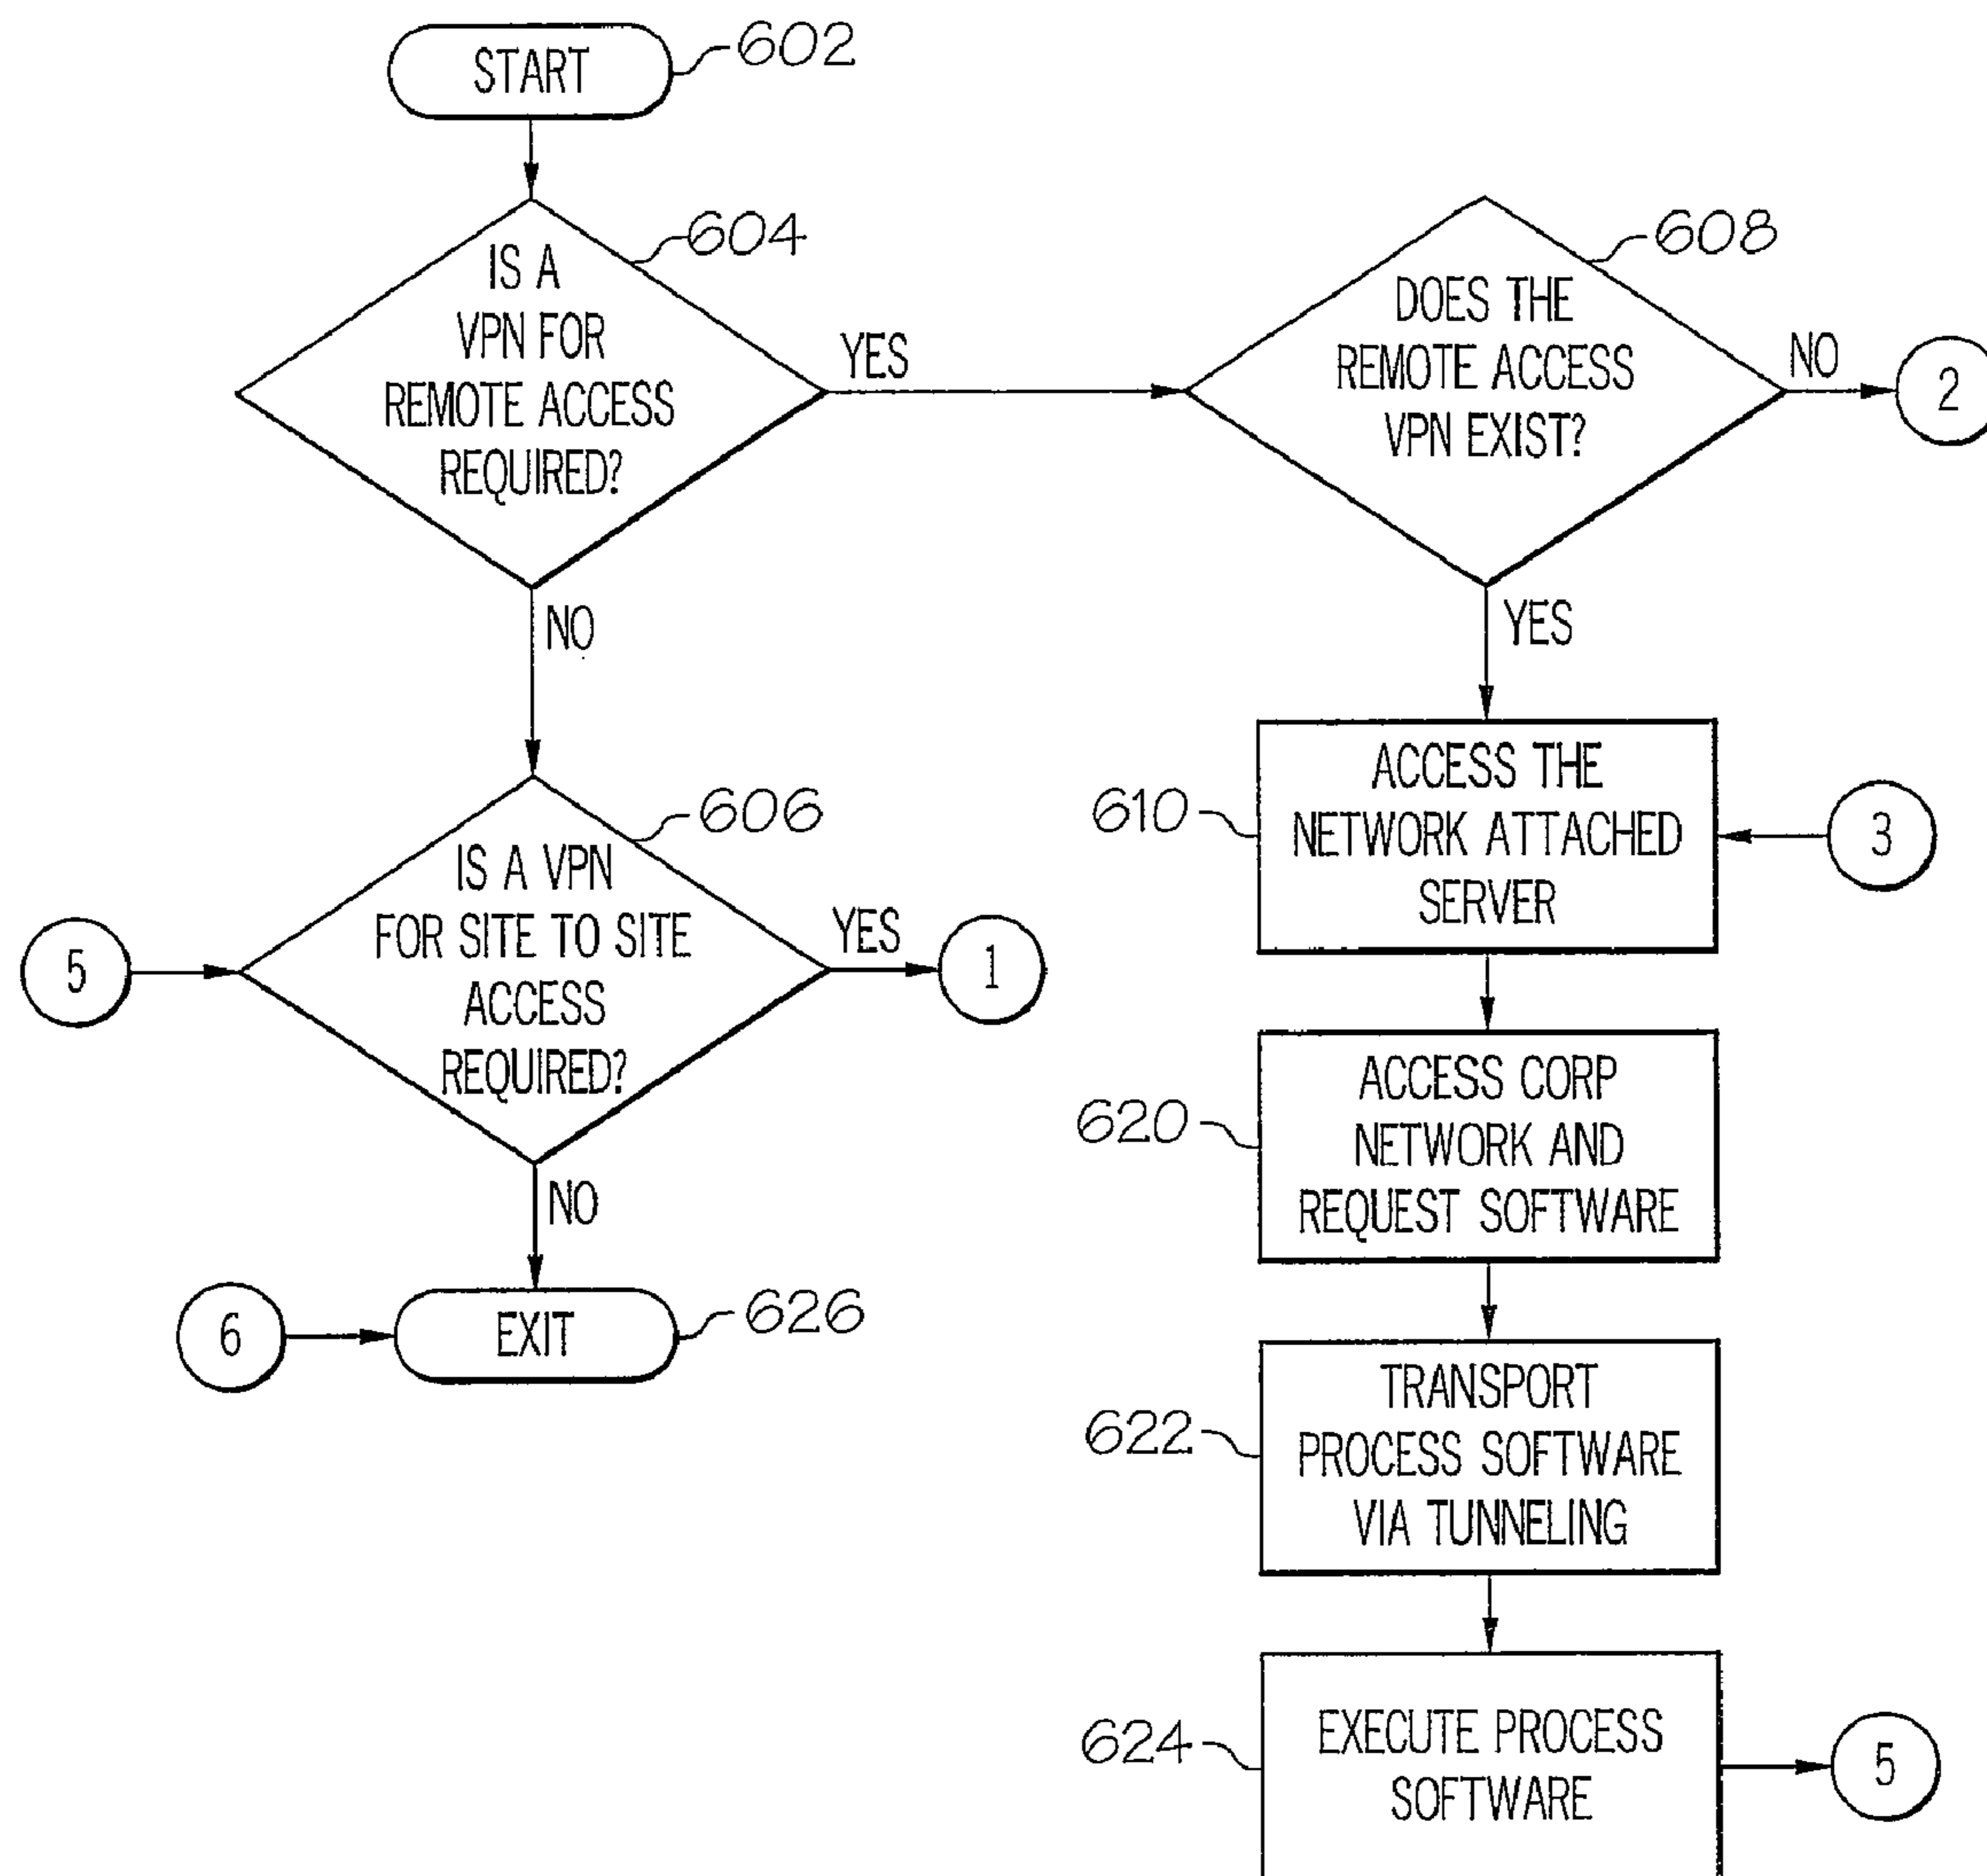 START
602
IS A
VPN FOR
REMOTE ACCESS
REQUIRED?
604
YES
NO
DOES THE
REMOTE ACCESS
VPN EXIST?
608
NO
2
YES
IS A VPN
FOR SITE TO SITE
ACCESS
REQUIRED?
606
5
YES
1
NO
6
EXIT
626
ACCESS THE
NETWORK ATTACHED
SERVER
610
3
ACCESS CORP
NETWORK AND
REQUEST SOFTWARE
620
TRANSPORT
PROCESS SOFTWARE
VIA TUNNELING
622
EXECUTE PROCESS
SOFTWARE
624
5